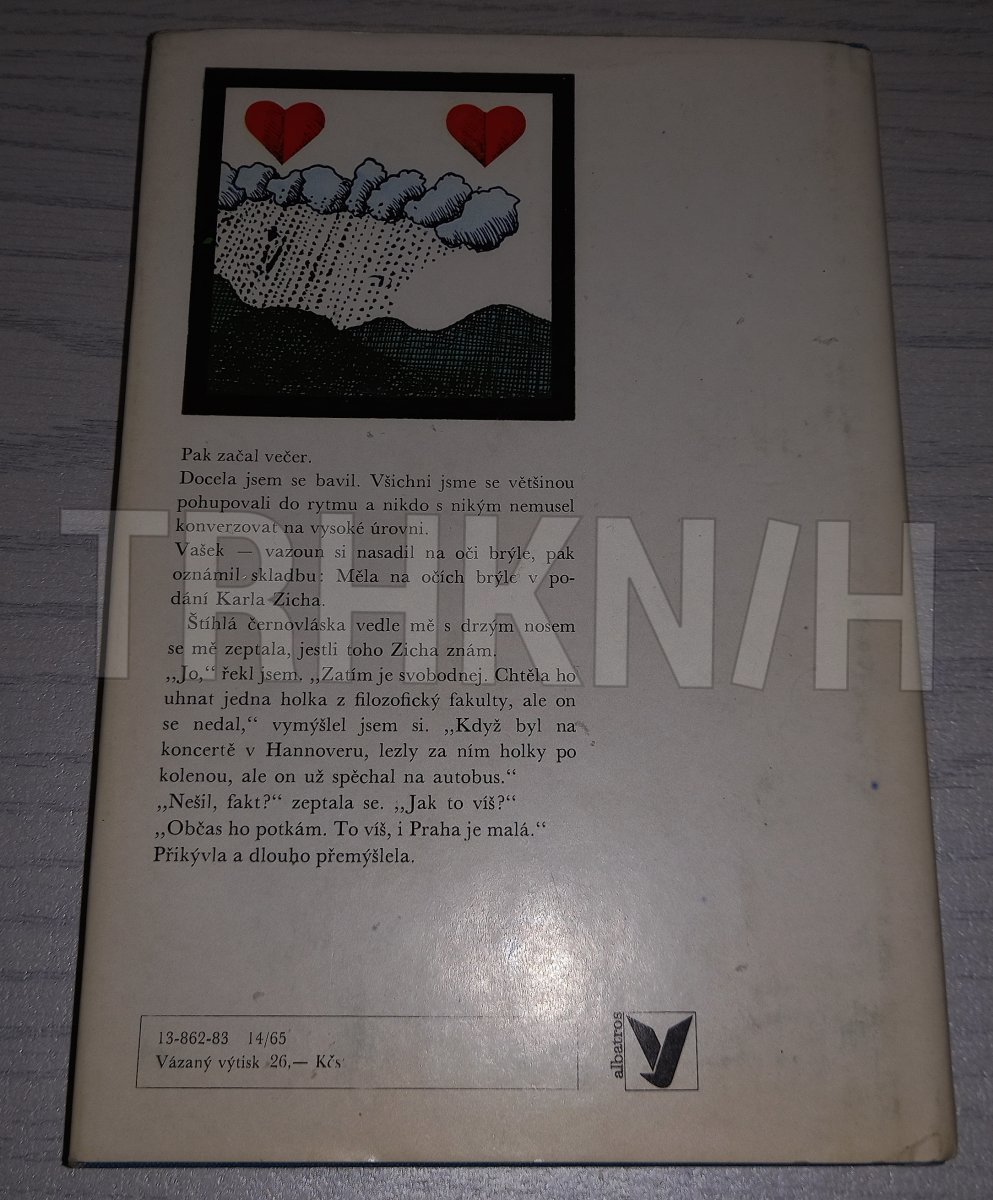 Pak začal večer.
Docela jsem se bavil. Všichni jsme se většinou
pohupovali do rytmu a nikdo s nikým nemusel
konverzovat na vysoké úrovni.
Vašek — vazoun si nasadil na oči brýle, pak
oznámil skladbu: Měla na očích brýle v po-
dání Karla Zicha.
Štíhlá černovláska vedle mě s drzým nosem
se mě zeptala, jestli toho Zicha znám.
„Jo,“ řekl jsem. „Zatím je svobodnej. Chtěla ho
uhnat jedna holka z filozofický fakulty, ale on
se nedal,“ vymýšlel jsem si. „Když byl na
koncertě v Hannoveru, lezly za ním holky po
kolenou, ale on už spěchal na autobus.“
„Nešil, fakt?“ zeptala se. „Jak to víš?“
„Občas ho potkám. To víš, i Praha je malá.“
Přikývla a dlouho přemýšlela.
13-862-83 14/65
Vázaný výtisk 26,— Kčs
albatros
TRHKNIH